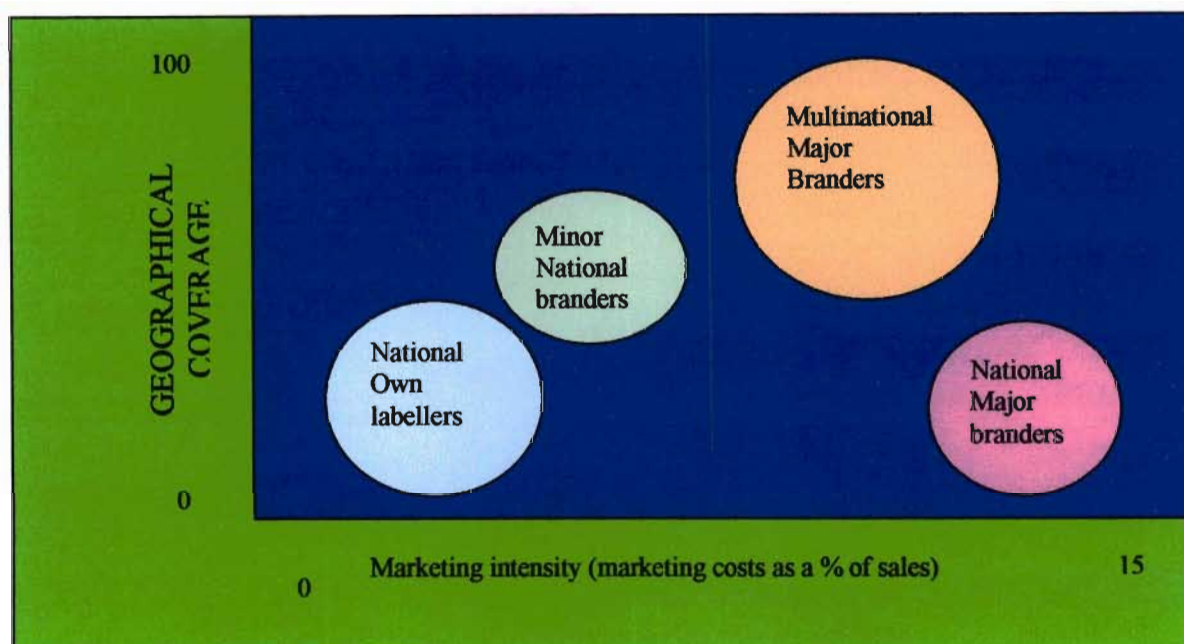 100
GEOGRAPHICAL
COVERAGE
0
Multinational
Major
Branders
Minor
National
branders
National
Own
labellers
National
Major
branders
Marketing intensity (marketing costs as a % of sales)
0
15